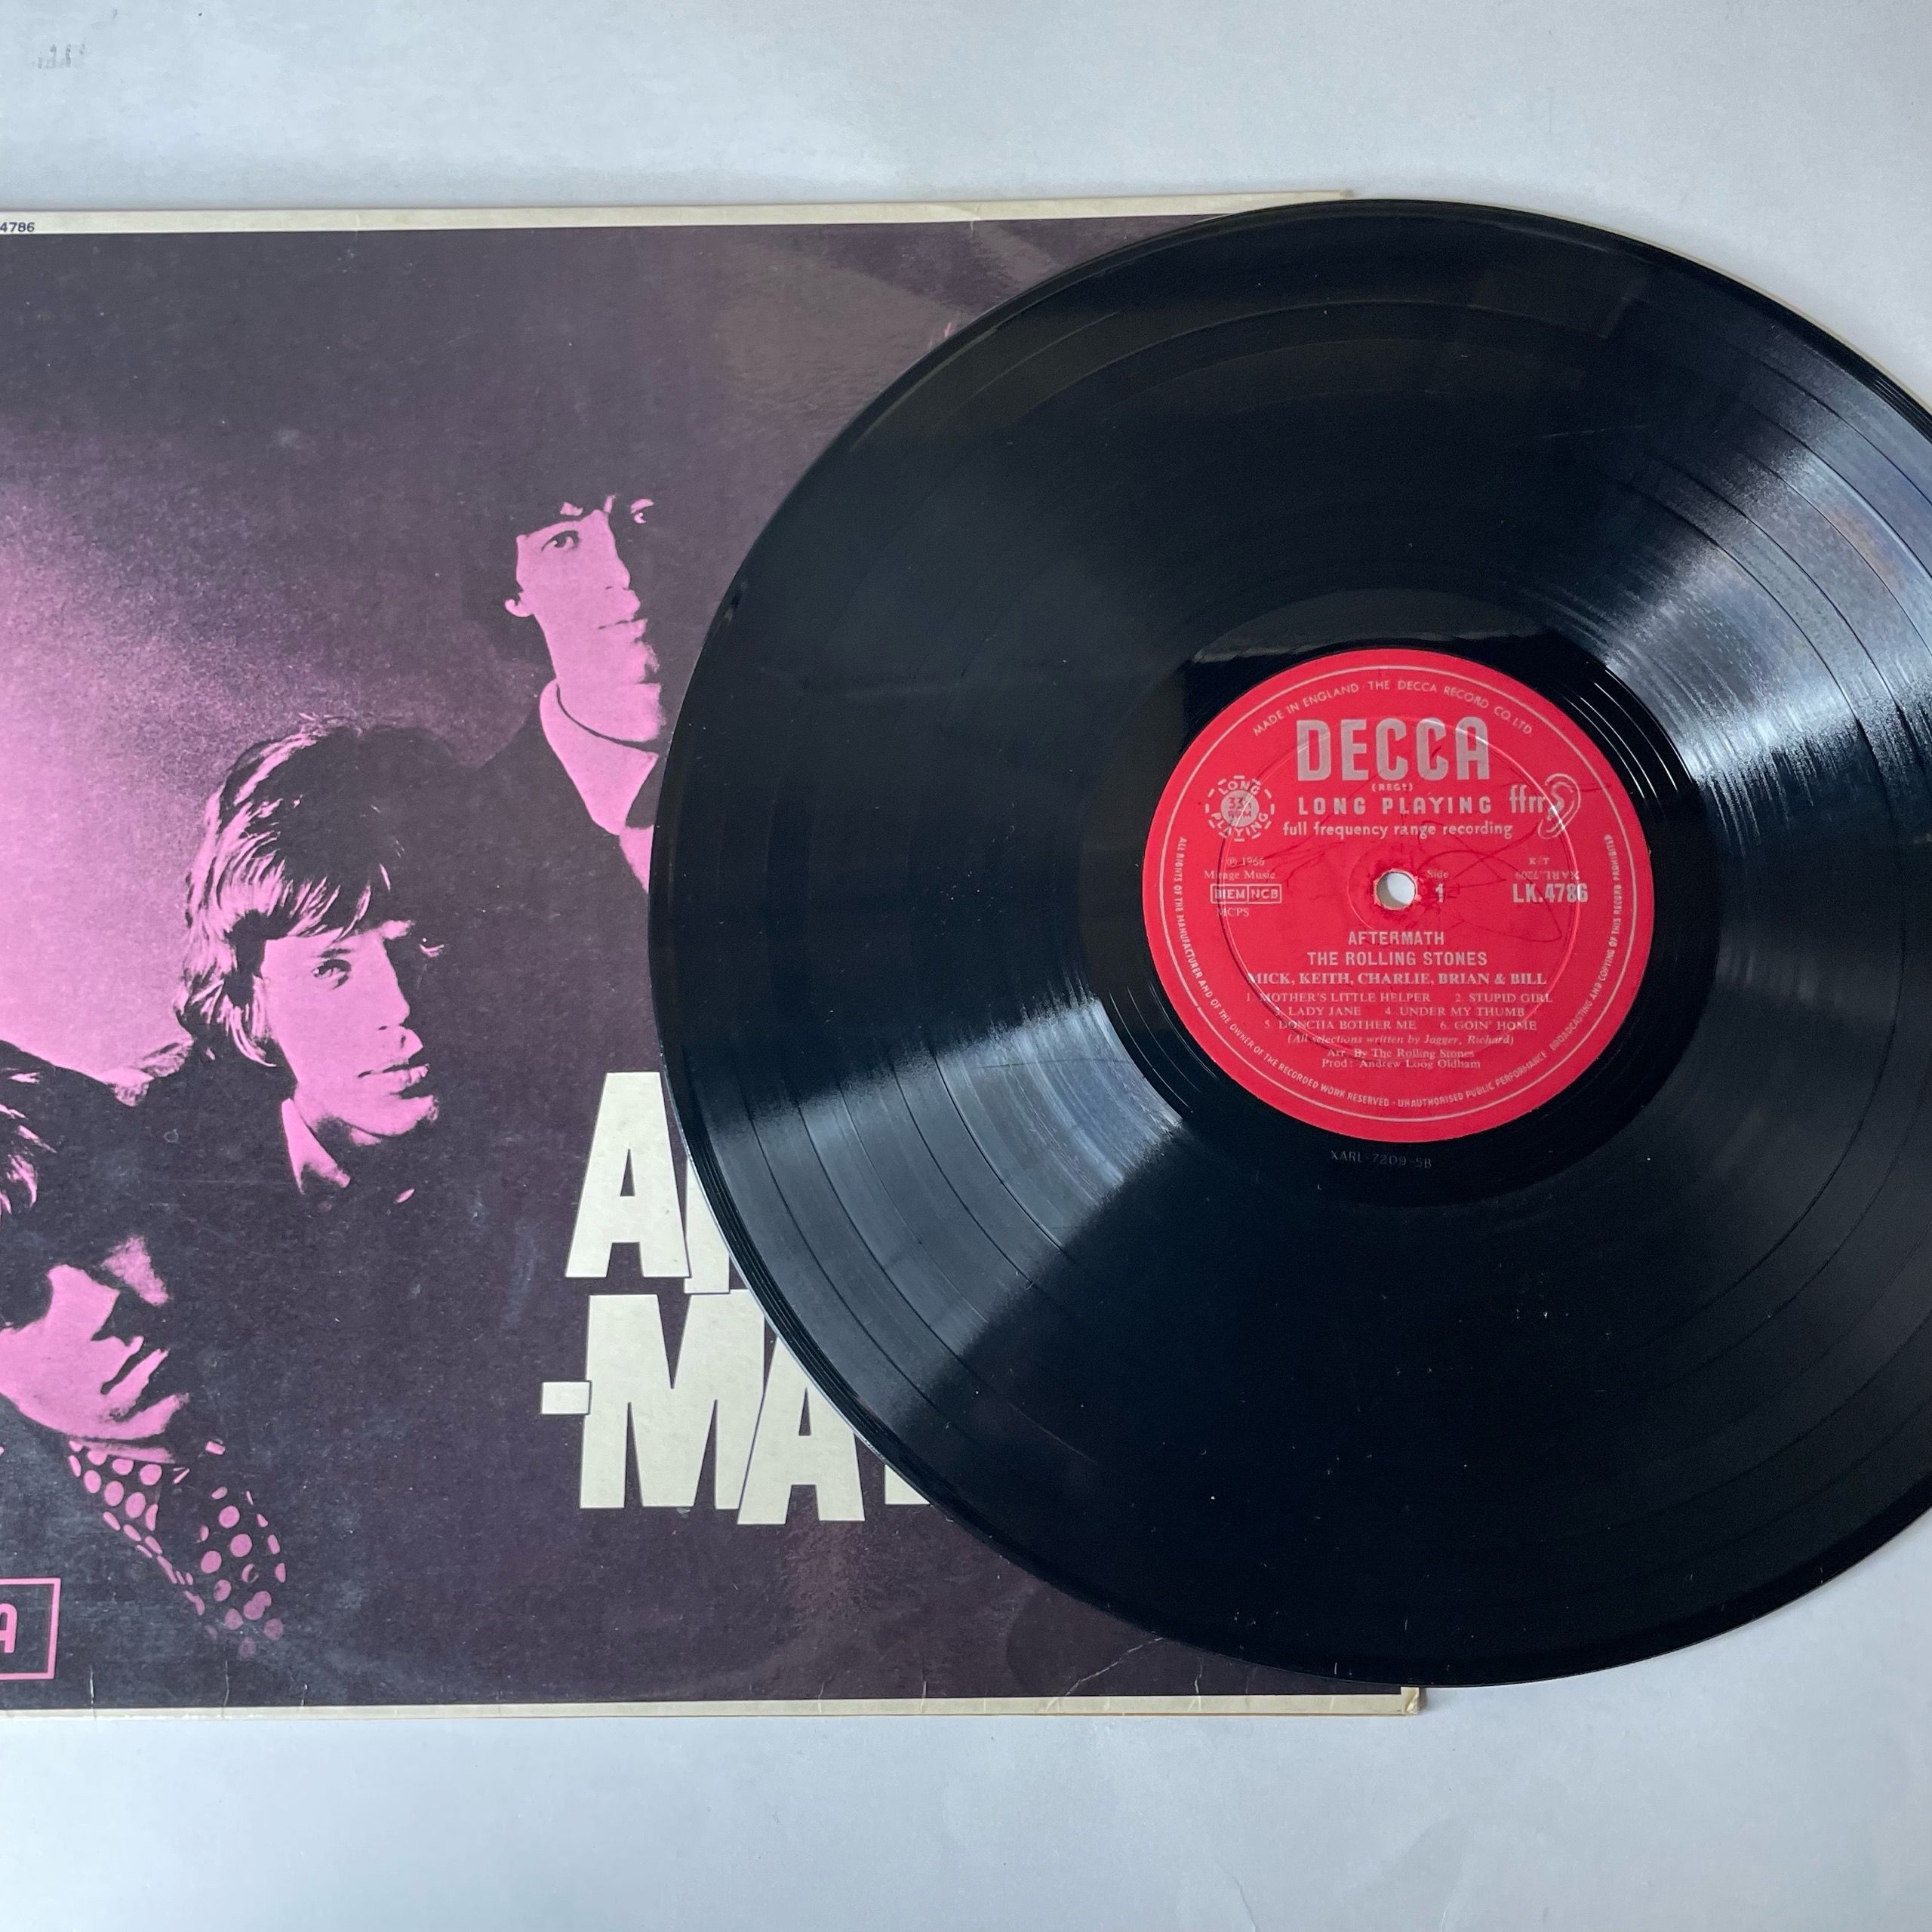 4786
A
-MA
A
MADE IN ENGLAND · THE DECCA RECORD CO. LTD
DECCA
(REGD)
LONG PLAYING 33⅓ RPM
LONG PLAYING ffrr
full frequency range recording
℗ 1966
Mirage Music
BIEM NCB
MCPS
Side
1
K/T
XARL.7209
LK.4786
AFTERMATH
THE ROLLING STONES
MICK, KEITH, CHARLIE, BRIAN & BILL
1. MOTHER'S LITTLE HELPER 2. STUPID GIRL
3. LADY JANE 4. UNDER MY THUMB
5. DONCHA BOTHER ME 6. GOIN' HOME
(All selections written by Jagger, Richard)
Arr. By The Rolling Stones
Prod: Andrew Loog Oldham
ALL RIGHTS OF THE MANUFACTURER AND OF THE OWNER OF THE RECORDED WORK RESERVED · UNAUTHORISED PUBLIC PERFORMANCE BROADCASTING AND COPYING OF THIS RECORD PROHIBITED
XARL-7209-5B